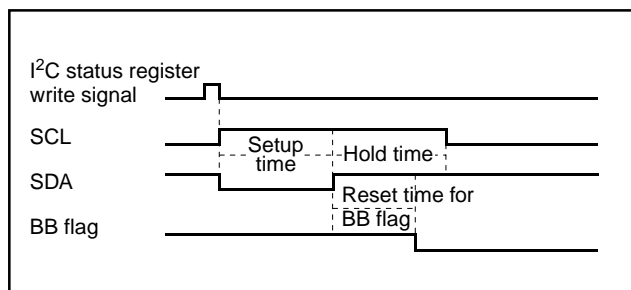 I²C status register
write signal
SCL
Setup
time
Hold time
SDA
Reset time for
BB flag
BB flag